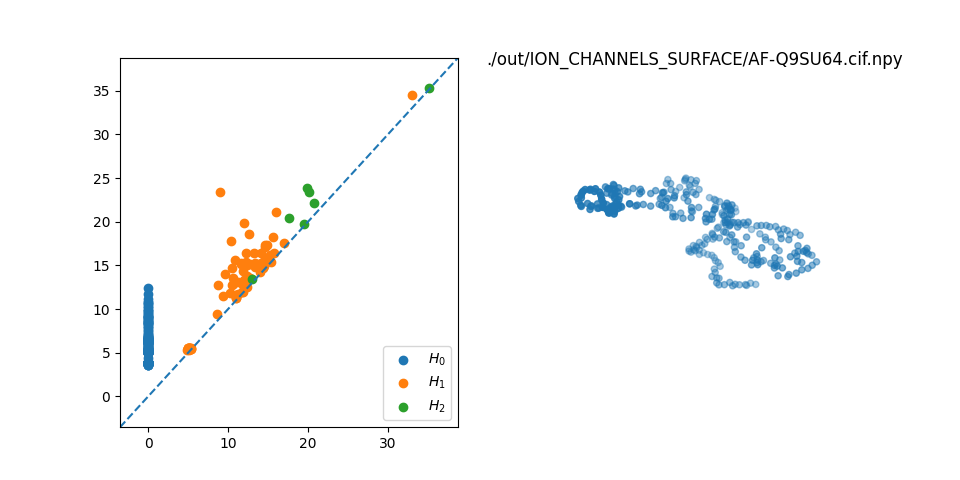 ./out/ION_CHANNELS_SURFACE/AF-Q9SU64.cif.npy
35
30
25
20
15
10
5
0
H₀
H₁
H₂
0 10 20 30